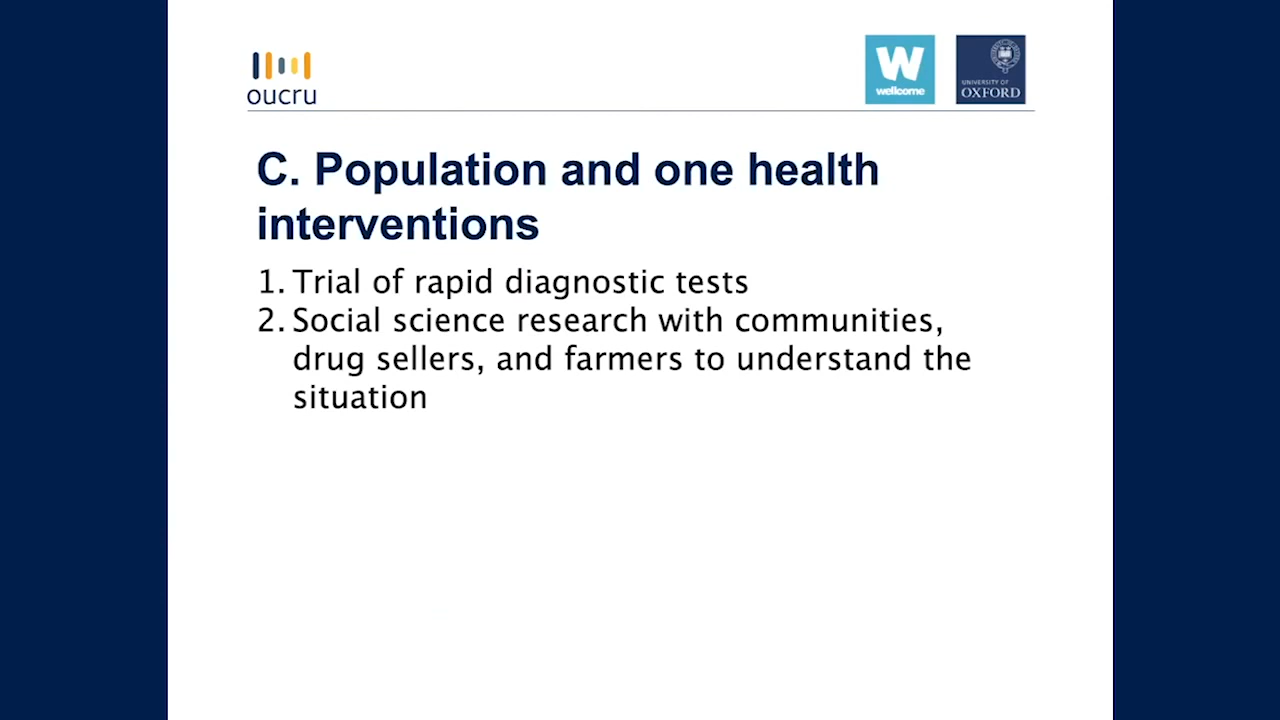 oucru
W
wellcome
UNIVERSITY OF
OXFORD
C. Population and one health
interventions
1. Trial of rapid diagnostic tests
2. Social science research with communities,
drug sellers, and farmers to understand the
situation